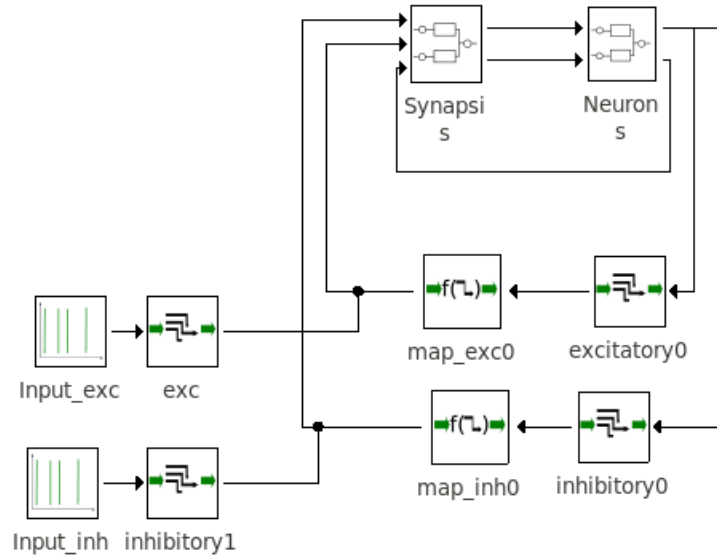 Synapsi
s
Neuron
s
f( )
map_exc0
excitatory0
Input_exc
exc
f( )
map_inh0
inhibitory0
Input_inh
inhibitory1